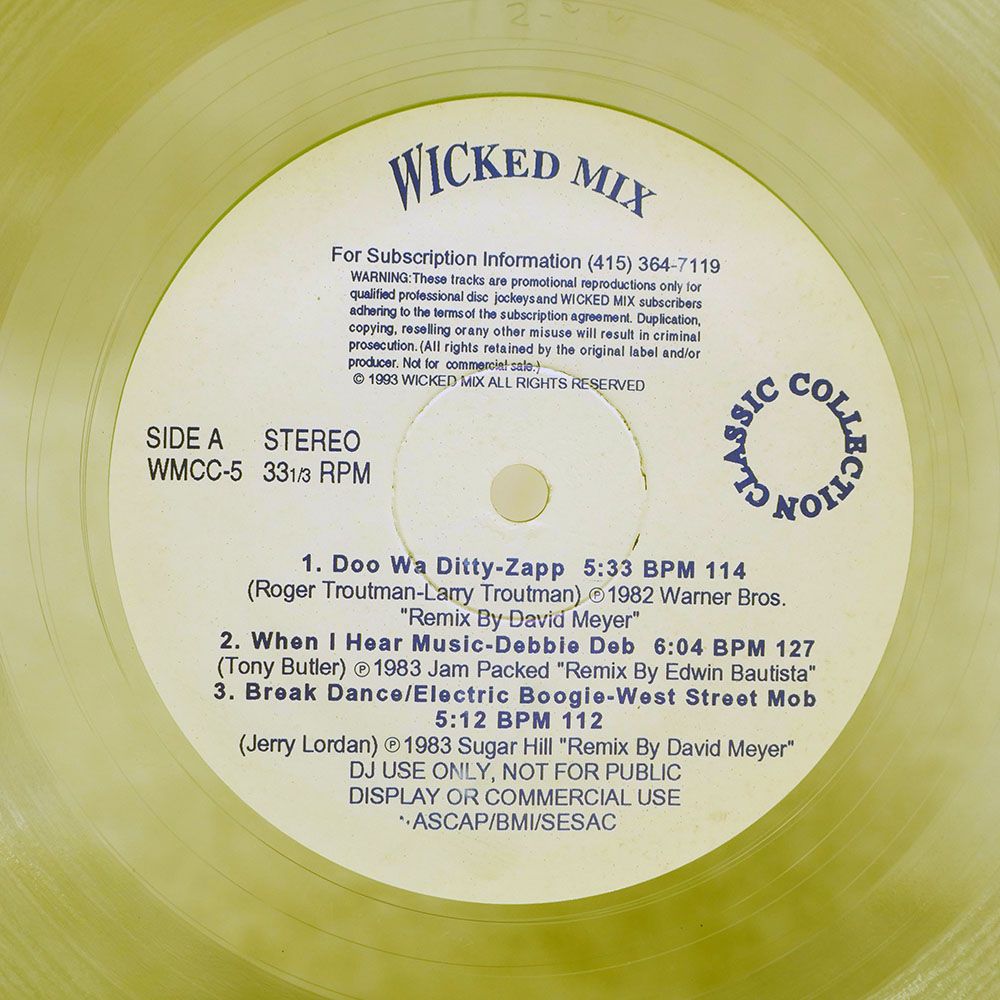 WICKED MIX
For Subscription Information (415) 364-7119
WARNING:These tracks are promotional reproductions only for
qualified professional disc jockeys and WICKED MIX subscribers
adhering to the terms of the subscription agreement. Duplication,
copying, reselling or any other misuse will result in criminal
prosecution. (All rights retained by the original label and/or
producer. Not for commercial sale.)
© 1993 WICKED MIX ALL RIGHTS RESERVED
CLASSIC COLLECTION
SIDE A STEREO
WMCC-5 33 1/3 RPM
1. Doo Wa Ditty-Zapp 5:33 BPM 114
(Roger Troutman-Larry Troutman) ℗1982 Warner Bros.
"Remix By David Meyer"
2. When I Hear Music-Debbie Deb 6:04 BPM 127
(Tony Butler) ℗1983 Jam Packed "Remix By Edwin Bautista"
3. Break Dance/Electric Boogie-West Street Mob
5:12 BPM 112
(Jerry Lordan) ℗1983 Sugar Hill "Remix By David Meyer"
DJ USE ONLY, NOT FOR PUBLIC
DISPLAY OR COMMERCIAL USE
ASCAP/BMI/SESAC